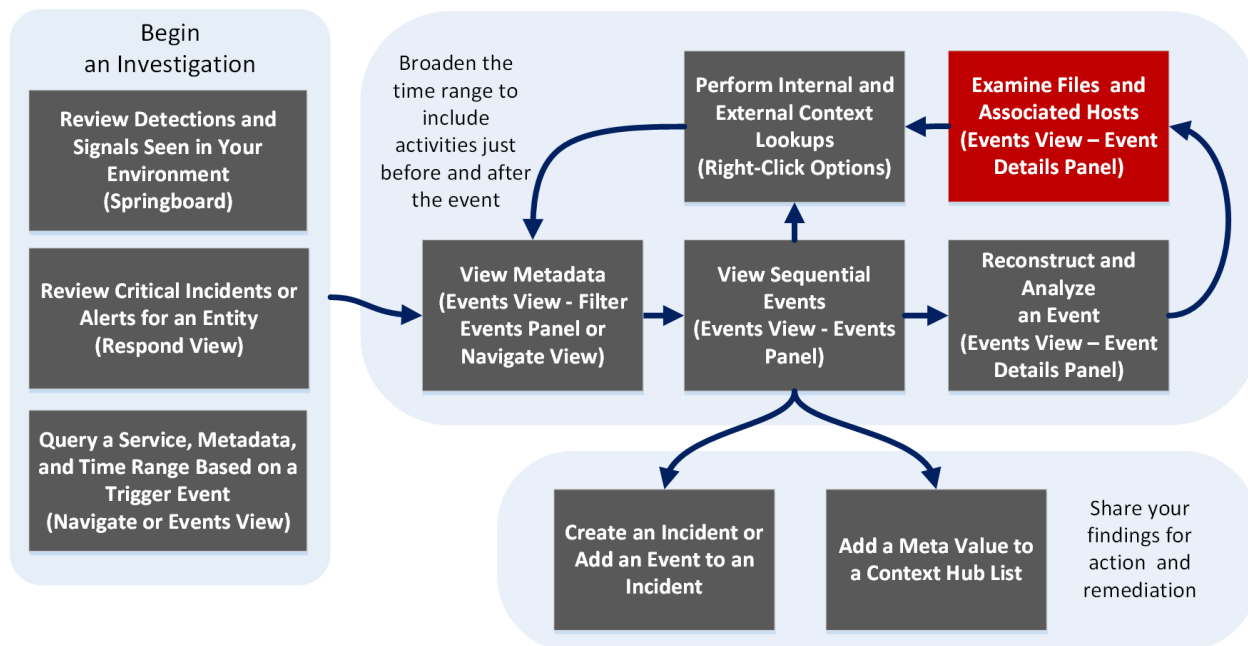 Begin
an Investigation
Review Detections and
Signals Seen in Your
Environment
(Springboard)
Review Critical Incidents or
Alerts for an Entity
(Respond View)
Query a Service, Metadata,
and Time Range Based on a
Trigger Event
(Navigate or Events View)
Broaden the
time range to
include
activities just
before and after
the event
Perform Internal and
External Context
Lookups
(Right-Click Options)
Examine Files and
Associated Hosts
(Events View – Event
Details Panel)
View Metadata
(Events View - Filter
Events Panel or
Navigate View)
View Sequential
Events
(Events View - Events
Panel)
Reconstruct and
Analyze
an Event
(Events View – Event
Details Panel)
Create an Incident or
Add an Event to an
Incident
Add a Meta Value to
a Context Hub List
Share your
findings for
action and
remediation